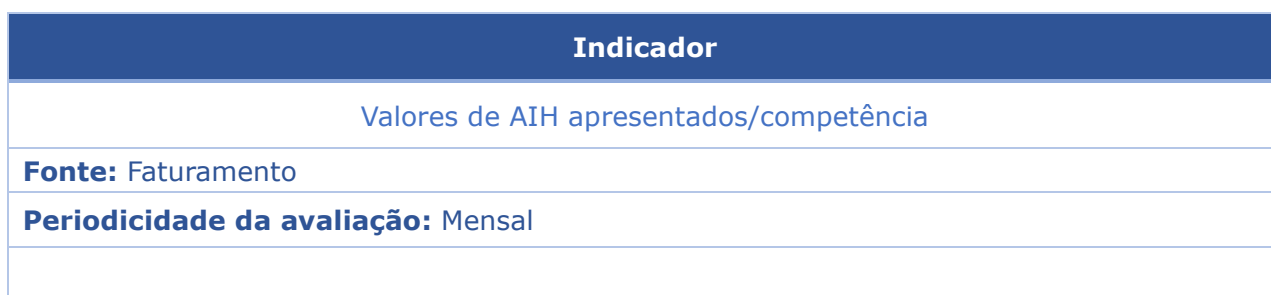 Indicador
Valores de AIH apresentados/competência
Fonte: Faturamento
Periodicidade da avaliação: Mensal